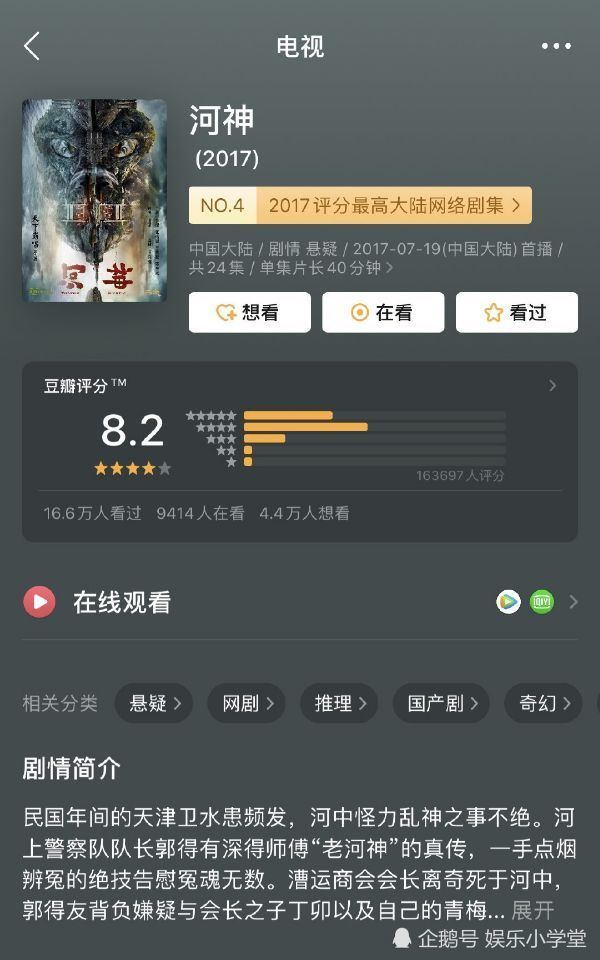 电视
河神
(2017)
NO.4 2017评分最高大陆网络剧集
中国大陆 / 剧情 悬疑 / 2017-07-19(中国大陆)首播 /
共24集 / 单集片长40分钟
想看 在看 看过
天下霸唱
豆瓣评分™
8.2
163697人评分
16.6万人看过 9414人在看 4.4万人想看
在线观看
iQIYI
相关分类 悬疑 网剧 推理 国产剧 奇幻
剧情简介
民国年间的天津卫水患频发，河中怪力乱神之事不绝。河
上警察队队长郭得有深得师傅“老河神”的真传，一手点烟
辨冤的绝技告慰冤魂无数。漕运商会会长离奇死于河中，
郭得友背负嫌疑与会长之子丁卯以及自己的青梅... 展开
企鹅号 娱乐小学堂